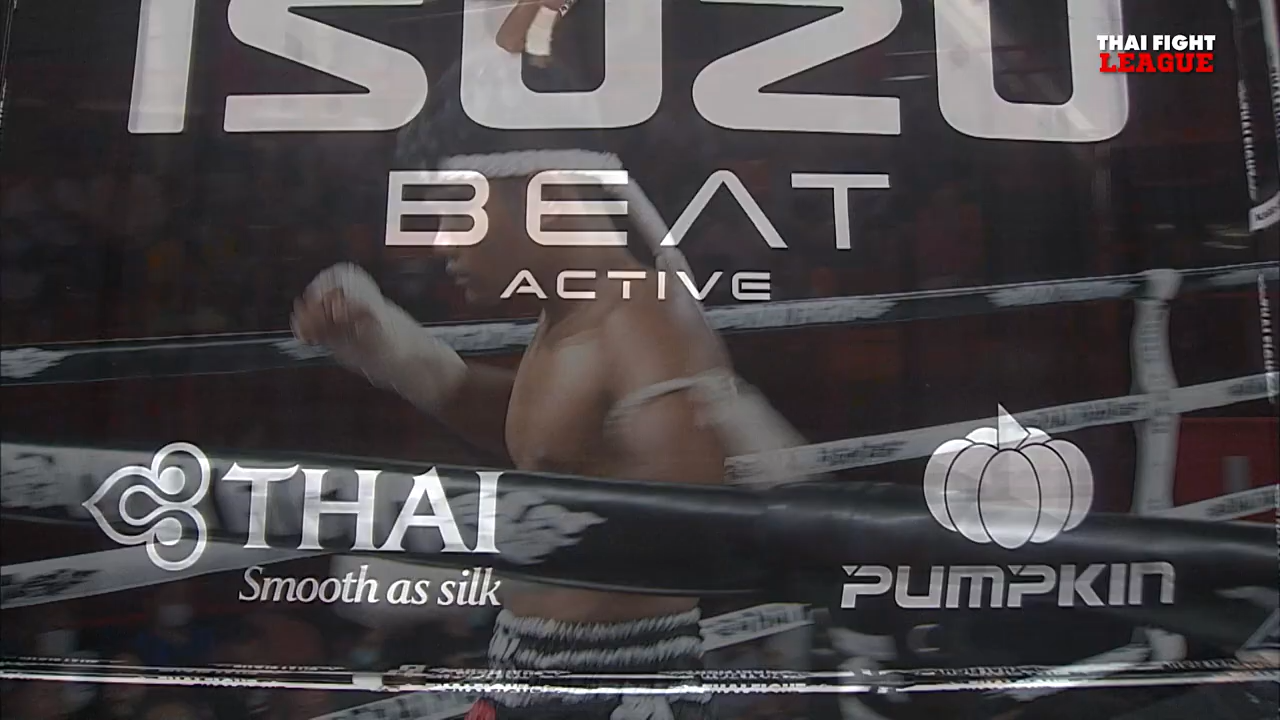 ISUZU
THAI FIGHT
LEAGUE
BEAT
ACTIVE
THAI
Smooth as silk
PUMPKIN